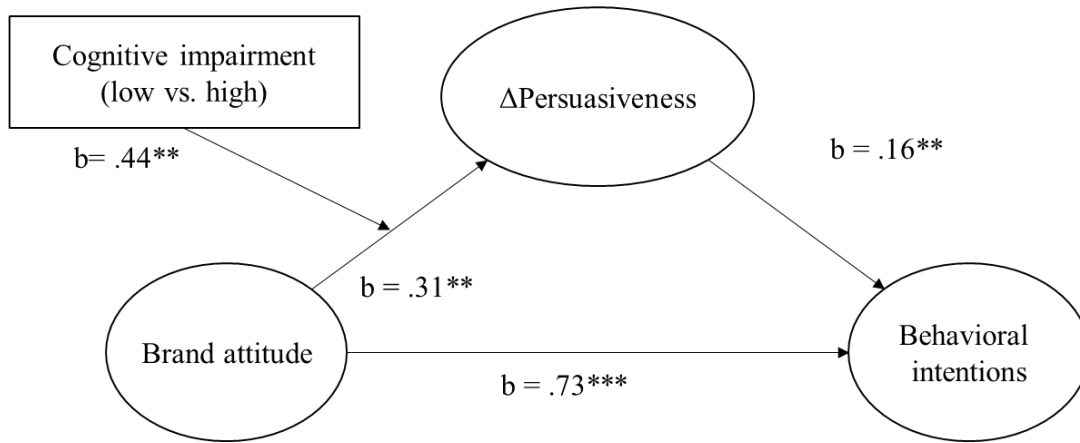 Cognitive impairment
(low vs. high)
ΔPersuasiveness
b= .44**
b = .16**
b = .31**
Brand attitude
Behavioral
intentions
b = .73***